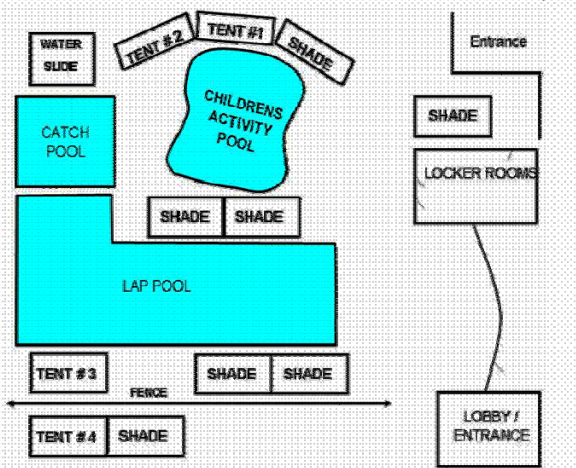 WATER
SLIDE
TENT #2
TENT #1
SHADE
Entrance
CHILDRENS
ACTIVITY
POOL
CATCH
POOL
SHADE
LOCKER ROOMS
SHADE
SHADE
LAP POOL
TENT # 3
SHADE
SHADE
FENCE
TENT # 4
SHADE
LOBBY /
ENTRANCE